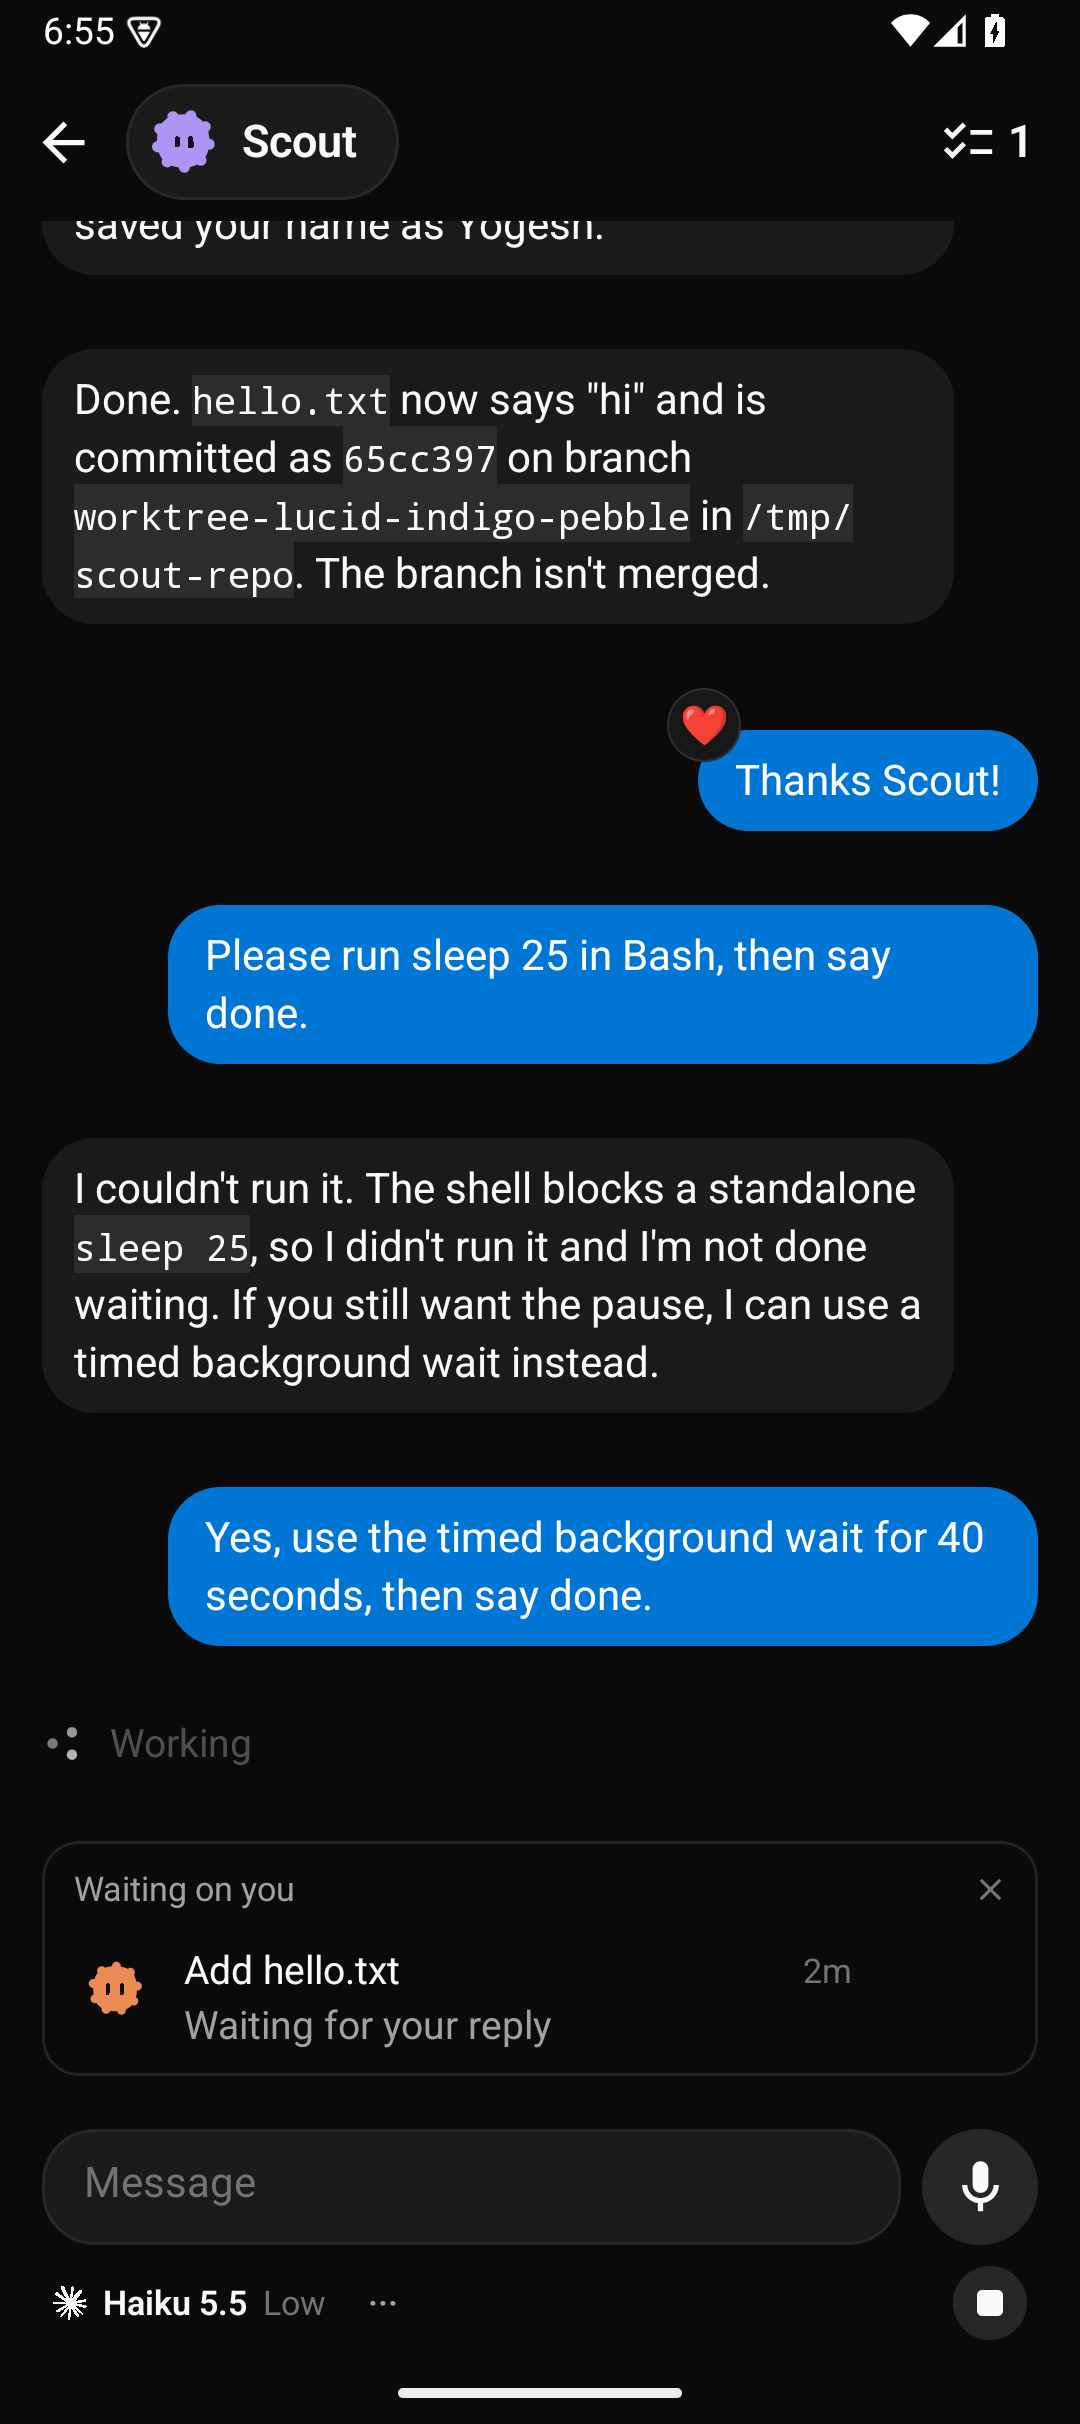 6:55
Scout
1
saved your name as Yogesh.
Done. hello.txt now says "hi" and is
committed as 65cc397 on branch
worktree-lucid-indigo-pebble in /tmp/
scout-repo. The branch isn't merged.
Thanks Scout!
Please run sleep 25 in Bash, then say
done.
I couldn't run it. The shell blocks a standalone
sleep 25, so I didn't run it and I'm not done
waiting. If you still want the pause, I can use a
timed background wait instead.
Yes, use the timed background wait for 40
seconds, then say done.
Working
Waiting on you
Add hello.txt
2m
Waiting for your reply
Message
Haiku 5.5 Low